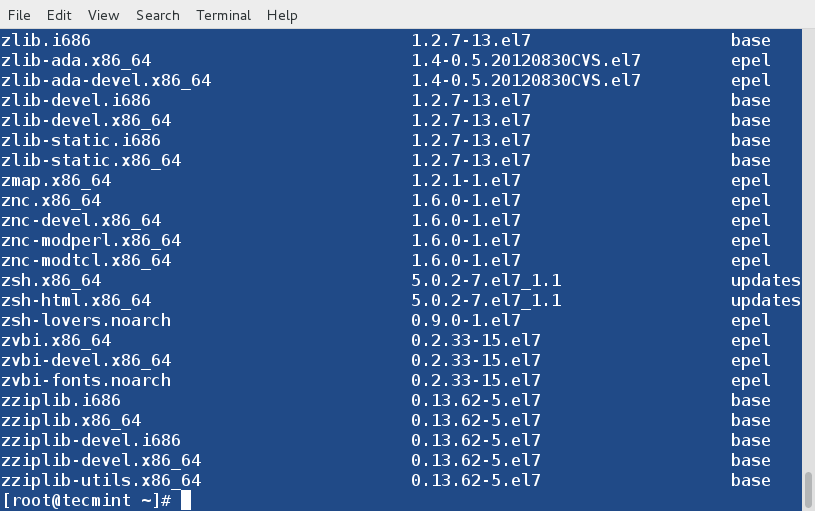 File Edit View Search Terminal Help
zlib.i686 1.2.7-13.el7 base
zlib-ada.x86_64 1.4-0.5.20120830CVS.el7 epel
zlib-ada-devel.x86_64 1.4-0.5.20120830CVS.el7 epel
zlib-devel.i686 1.2.7-13.el7 base
zlib-devel.x86_64 1.2.7-13.el7 base
zlib-static.i686 1.2.7-13.el7 base
zlib-static.x86_64 1.2.7-13.el7 base
zmap.x86_64 1.2.1-1.el7 epel
znc.x86_64 1.6.0-1.el7 epel
znc-devel.x86_64 1.6.0-1.el7 epel
znc-modperl.x86_64 1.6.0-1.el7 epel
znc-modtcl.x86_64 1.6.0-1.el7 epel
zsh.x86_64 5.0.2-7.el7_1.1 updates
zsh-html.x86_64 5.0.2-7.el7_1.1 updates
zsh-lovers.noarch 0.9.0-1.el7 epel
zvbi.x86_64 0.2.33-15.el7 epel
zvbi-devel.x86_64 0.2.33-15.el7 epel
zvbi-fonts.noarch 0.2.33-15.el7 epel
zziplib.i686 0.13.62-5.el7 base
zziplib.x86_64 0.13.62-5.el7 base
zziplib-devel.i686 0.13.62-5.el7 base
zziplib-devel.x86_64 0.13.62-5.el7 base
zziplib-utils.x86_64 0.13.62-5.el7 base
[root@tecmint ~]#